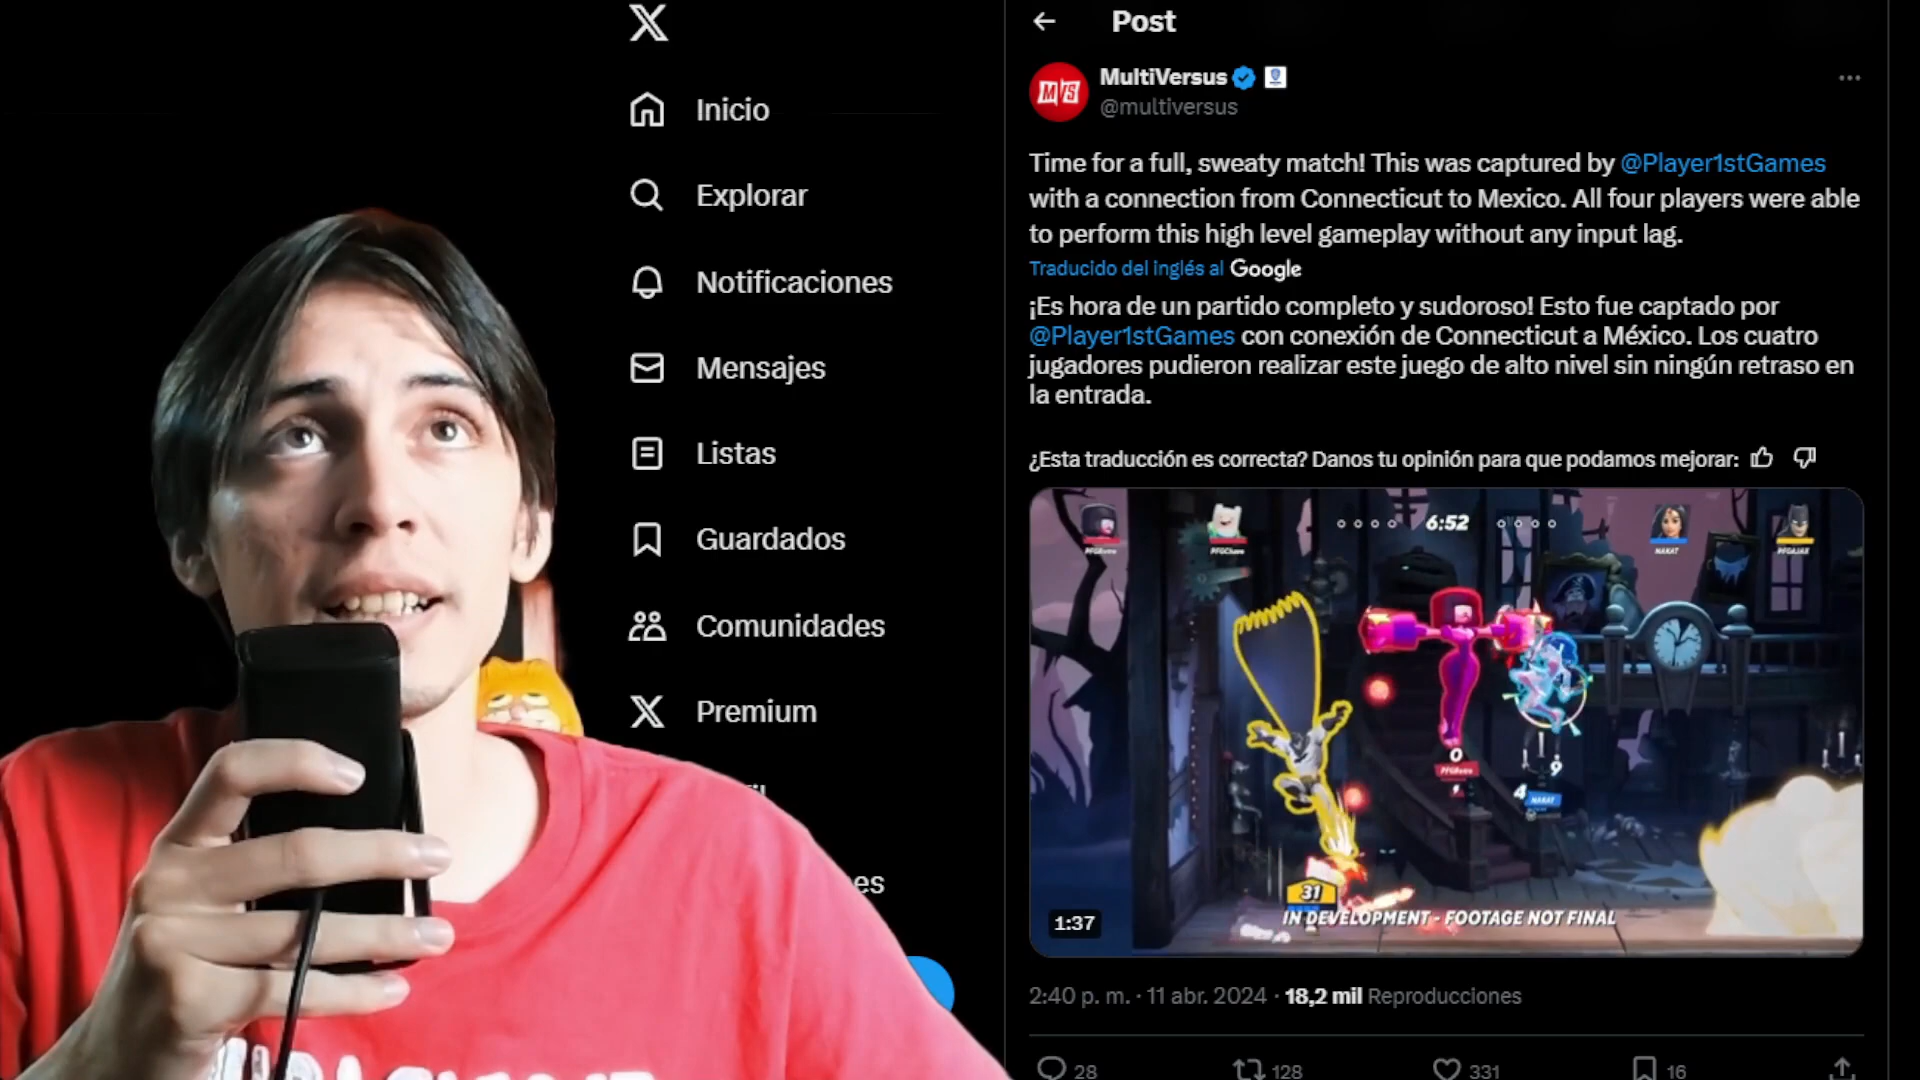 Inicio
Explorar
Notificaciones
Mensajes
Listas
Guardados
Comunidades
Premium
es
Post
M/S
MultiVersus
@multiversus
Time for a full, sweaty match! This was captured by @Player1stGames
with a connection from Connecticut to Mexico. All four players were able
to perform this high level gameplay without any input lag.
Traducido del inglés al Google
¡Es hora de un partido completo y sudoroso! Esto fue captado por
@Player1stGames con conexión de Connecticut a México. Los cuatro
jugadores pudieron realizar este juego de alto nivel sin ningún retraso en
la entrada.
¿Esta traducción es correcta? Danos tu opinión para que podamos mejorar:
6:52
NAKAT
PFGAJAX
0
9
4
NAKAT
31
IN DEVELOPMENT - FOOTAGE NOT FINAL
1:37
2:40 p. m. · 11 abr. 2024 · 18,2 mil Reproducciones
28 128 331 16